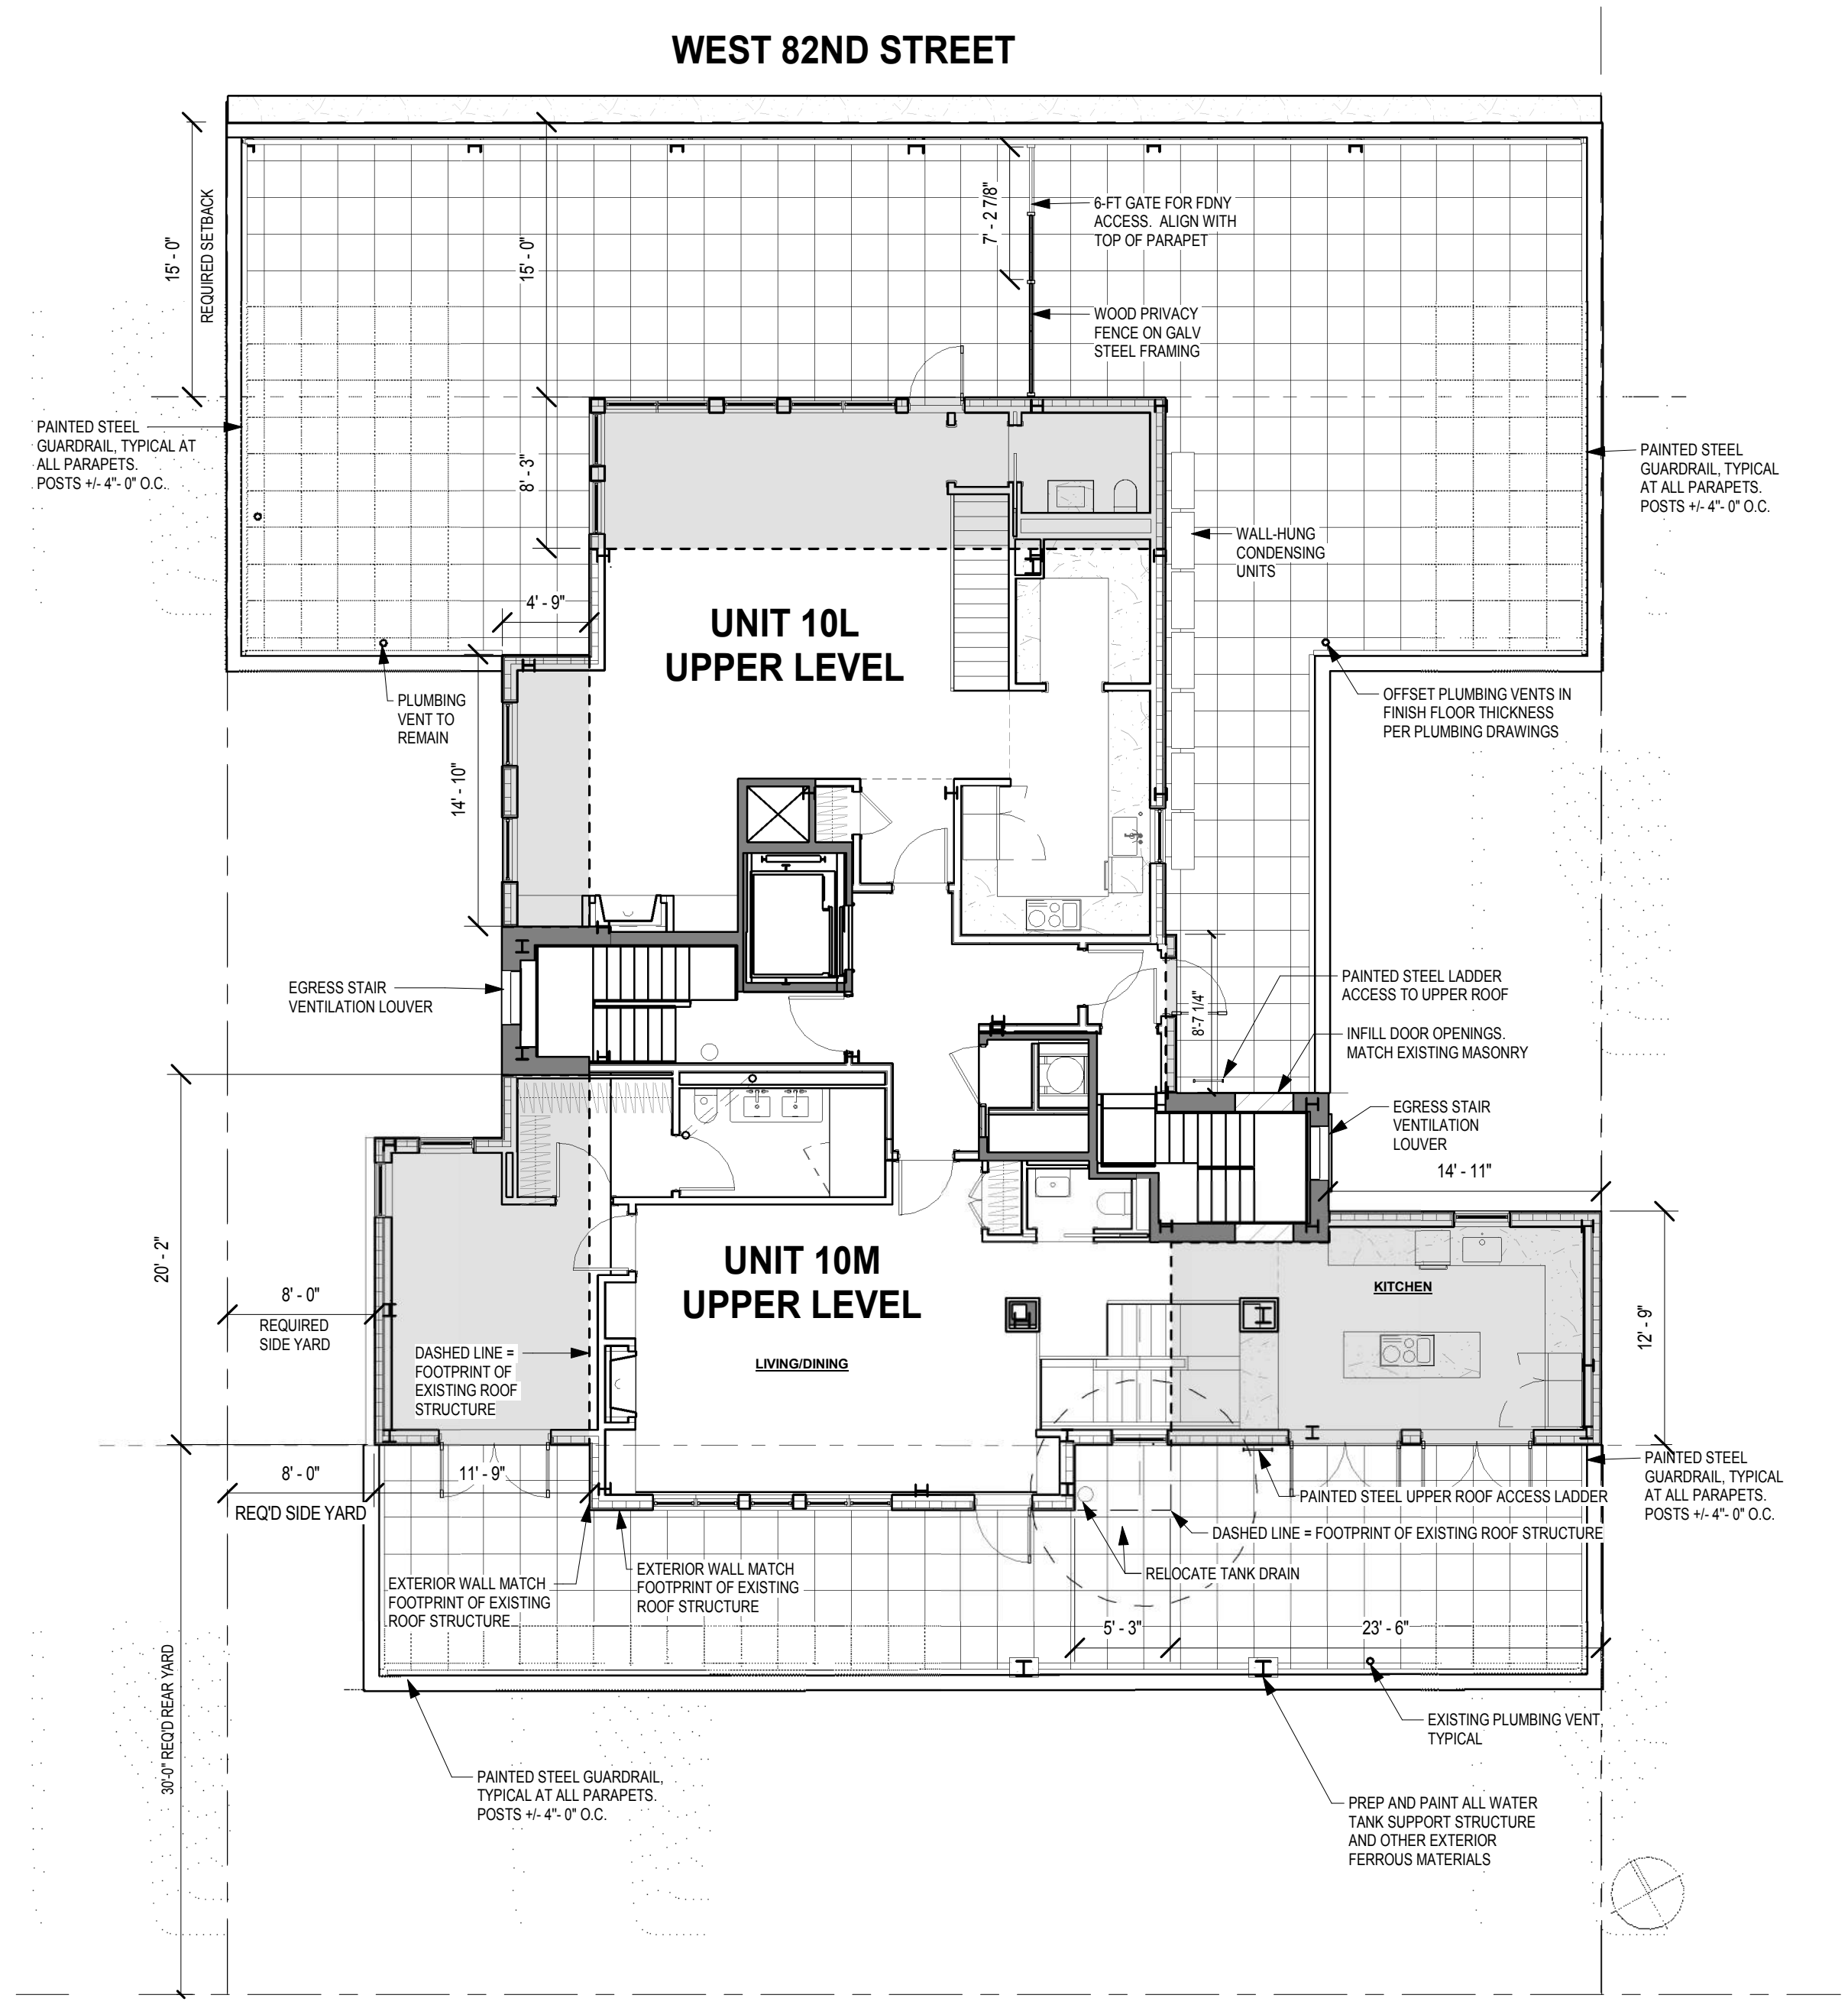 WEST 82ND STREET
15' - 0"
REQUIRED SETBACK
15' - 0"
7' - 2 7/8"
6-FT GATE FOR FDNY
ACCESS. ALIGN WITH
TOP OF PARAPET
WOOD PRIVACY
FENCE ON GALV
STEEL FRAMING
PAINTED STEEL
GUARDRAIL, TYPICAL AT
ALL PARAPETS.
POSTS +/- 4"- 0" O.C.
8' - 3"
PAINTED STEEL
GUARDRAIL, TYPICAL
AT ALL PARAPETS.
POSTS +/- 4"- 0" O.C.
WALL-HUNG
CONDENSING
UNITS
4' - 9"
UNIT 10L
UPPER LEVEL
PLUMBING
VENT TO
REMAIN
OFFSET PLUMBING VENTS IN
FINISH FLOOR THICKNESS
PER PLUMBING DRAWINGS
14' - 10"
EGRESS STAIR
VENTILATION LOUVER
8'-7 1/4"
PAINTED STEEL LADDER
ACCESS TO UPPER ROOF
INFILL DOOR OPENINGS.
MATCH EXISTING MASONRY
EGRESS STAIR
VENTILATION
LOUVER
14' - 11"
20' - 2"
UNIT 10M
UPPER LEVEL
KITCHEN
8' - 0"
REQUIRED
SIDE YARD
12' - 9"
DASHED LINE =
FOOTPRINT OF
EXISTING ROOF
STRUCTURE
LIVING/DINING
8' - 0"
11' - 9"
REQ'D SIDE YARD
PAINTED STEEL
GUARDRAIL, TYPICAL
AT ALL PARAPETS.
POSTS +/- 4"- 0" O.C.
PAINTED STEEL UPPER ROOF ACCESS LADDER
DASHED LINE = FOOTPRINT OF EXISTING ROOF STRUCTURE
RELOCATE TANK DRAIN
EXTERIOR WALL MATCH
FOOTPRINT OF EXISTING
ROOF STRUCTURE
EXTERIOR WALL MATCH
FOOTPRINT OF EXISTING
ROOF STRUCTURE
5' - 3"
23' - 6"
30'-0" REQ'D REAR YARD
EXISTING PLUMBING VENT,
TYPICAL
PAINTED STEEL GUARDRAIL,
TYPICAL AT ALL PARAPETS.
POSTS +/- 4"- 0" O.C.
PREP AND PAINT ALL WATER
TANK SUPPORT STRUCTURE
AND OTHER EXTERIOR
FERROUS MATERIALS